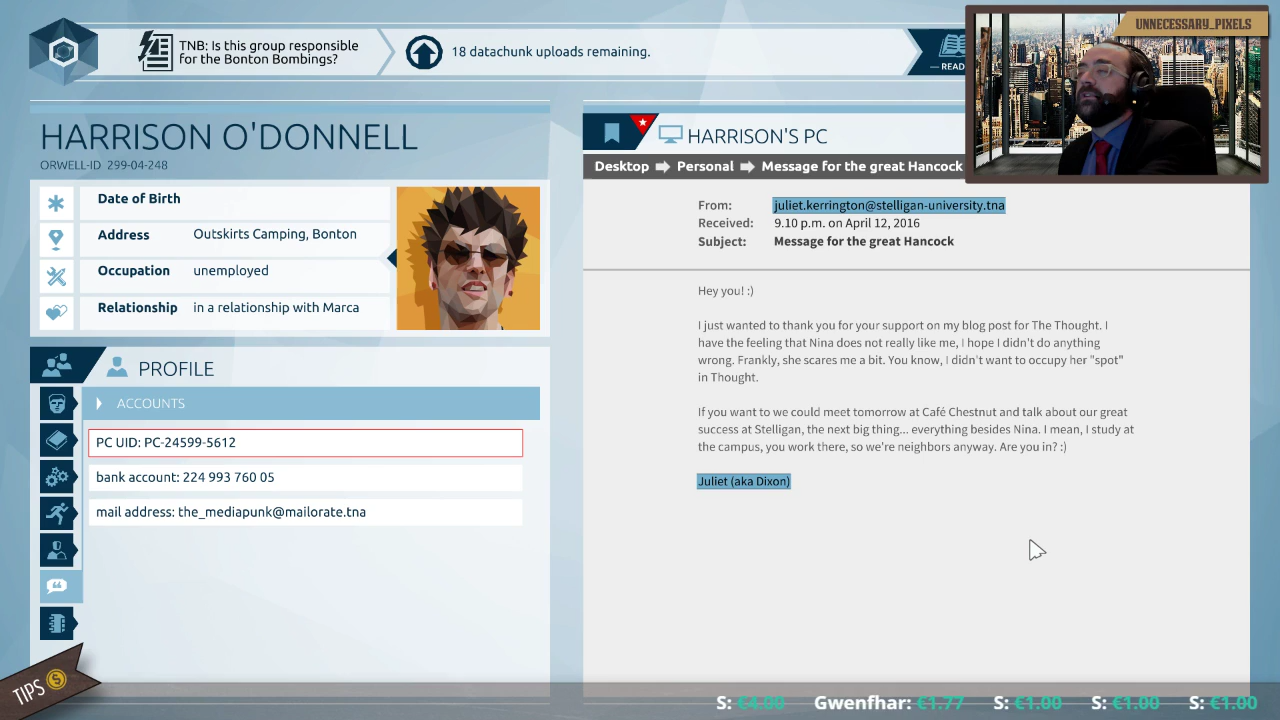 TNB: Is this group responsible
for the Bonton Bombings?
18 datachunk uploads remaining.
— READ
UNNECESSARY_PIXELS
HARRISON O'DONNELL
ORWELL-ID 299-04-248
Date of Birth
Address Outskirts Camping, Bonton
Occupation unemployed
Relationship in a relationship with Marca
PROFILE
ACCOUNTS
PC UID: PC-24599-5612
bank account: 224 993 760 05
mail address: the_mediapunk@mailorate.tna
HARRISON'S PC
Desktop Personal Message for the great Hancock
From: juliet.kerrington@stelligan-university.tna
Received: 9.10 p.m. on April 12, 2016
Subject: Message for the great Hancock
Hey you! :)
I just wanted to thank you for your support on my blog post for The Thought. I
have the feeling that Nina does not really like me, I hope I didn't do anything
wrong. Frankly, she scares me a bit. You know, I didn't want to occupy her "spot"
in Thought.
If you want to we could meet tomorrow at Café Chestnut and talk about our great
success at Stelligan, the next big thing... everything besides Nina. I mean, I study at
the campus, you work there, so we're neighbors anyway. Are you in? :)
Juliet (aka Dixon)
TIPS
S: €4.00 Gwenfhar: €1.77 S: €1.00 S: €1.00 S: €1.00